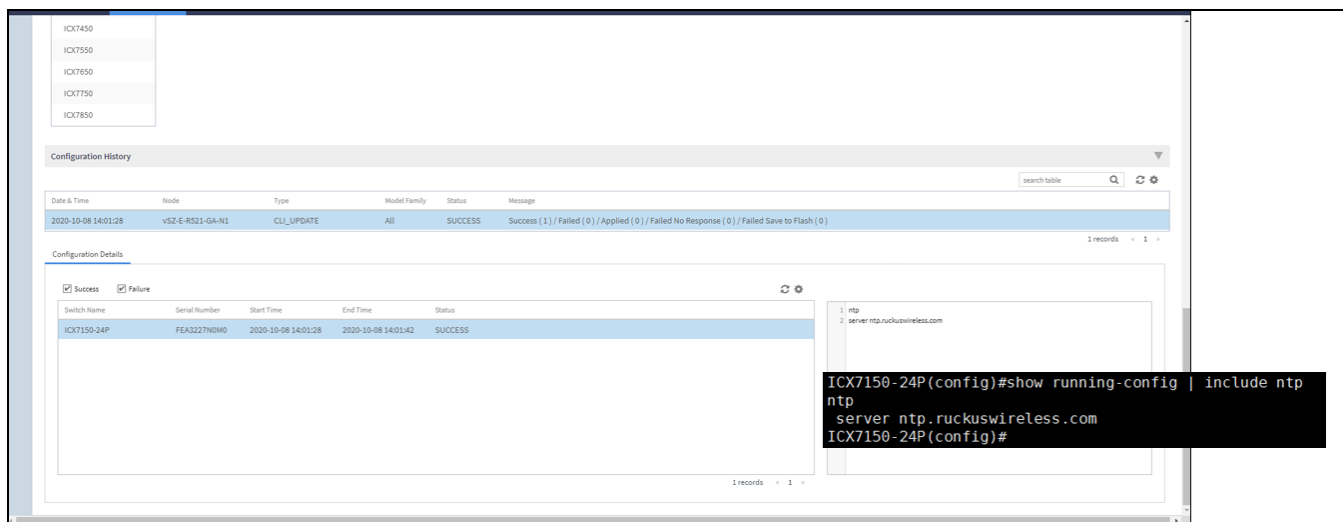 ICX7450
ICX7550
ICX7650
ICX7750
ICX7850
Configuration History
search table
Date & Time Node Type Model Family Status Message
2020-10-08 14:01:28 vSZ-E-R521-GA-N1 CLI_UPDATE All SUCCESS Success ( 1 ) / Failed ( 0 ) / Applied ( 0 ) / Failed No Response ( 0 ) / Failed Save to Flash ( 0 )
1 records « 1 »
Configuration Details
Success Failure
Switch Name Serial Number Start Time End Time Status
ICX7150-24P FEA3227N0M0 2020-10-08 14:01:28 2020-10-08 14:01:42 SUCCESS
1 ntp
2 server ntp.ruckuswireless.com
ICX7150-24P(config)#show running-config | include ntp
ntp
server ntp.ruckuswireless.com
ICX7150-24P(config)#
1 records « 1 »